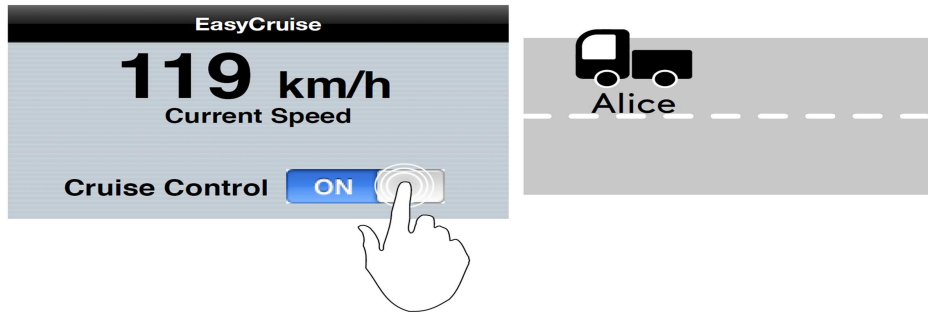 EasyCruise
119 km/h
Current Speed
Cruise Control ON
Alice